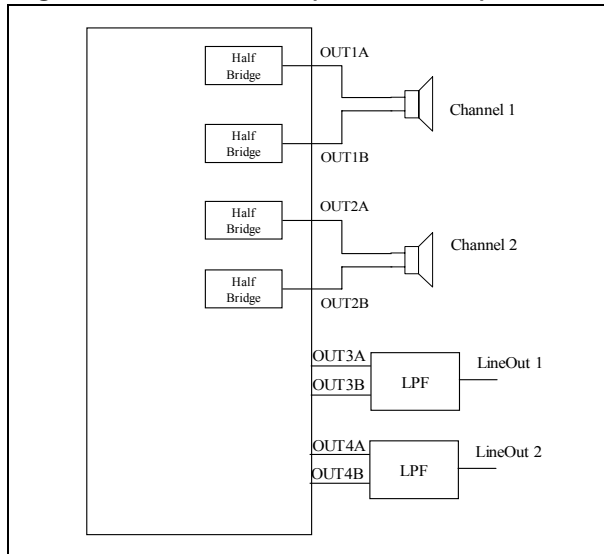 Half
Bridge
OUT1A
Channel 1
Half
Bridge
OUT1B
Half
Bridge
OUT2A
Channel 2
Half
Bridge
OUT2B
OUT3A
OUT3B
LPF
LineOut 1
OUT4A
OUT4B
LPF
LineOut 2